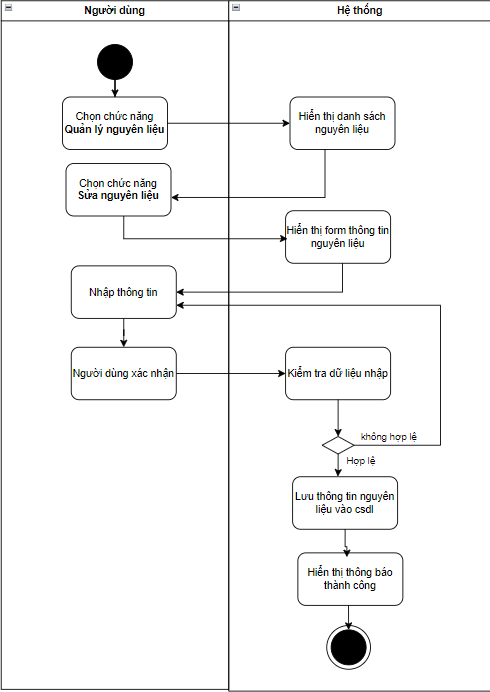 Người dùng
Hệ thống
Chọn chức năng
Quản lý nguyên liệu
Hiển thị danh sách
nguyên liệu
Chọn chức năng
Sửa nguyên liệu
Hiển thị form thông tin
nguyên liệu
Nhập thông tin
Người dùng xác nhận
Kiểm tra dữ liệu nhập
không hợp lệ
Hợp lệ
Lưu thông tin nguyên
liệu vào csdl
Hiển thị thông báo
thành công